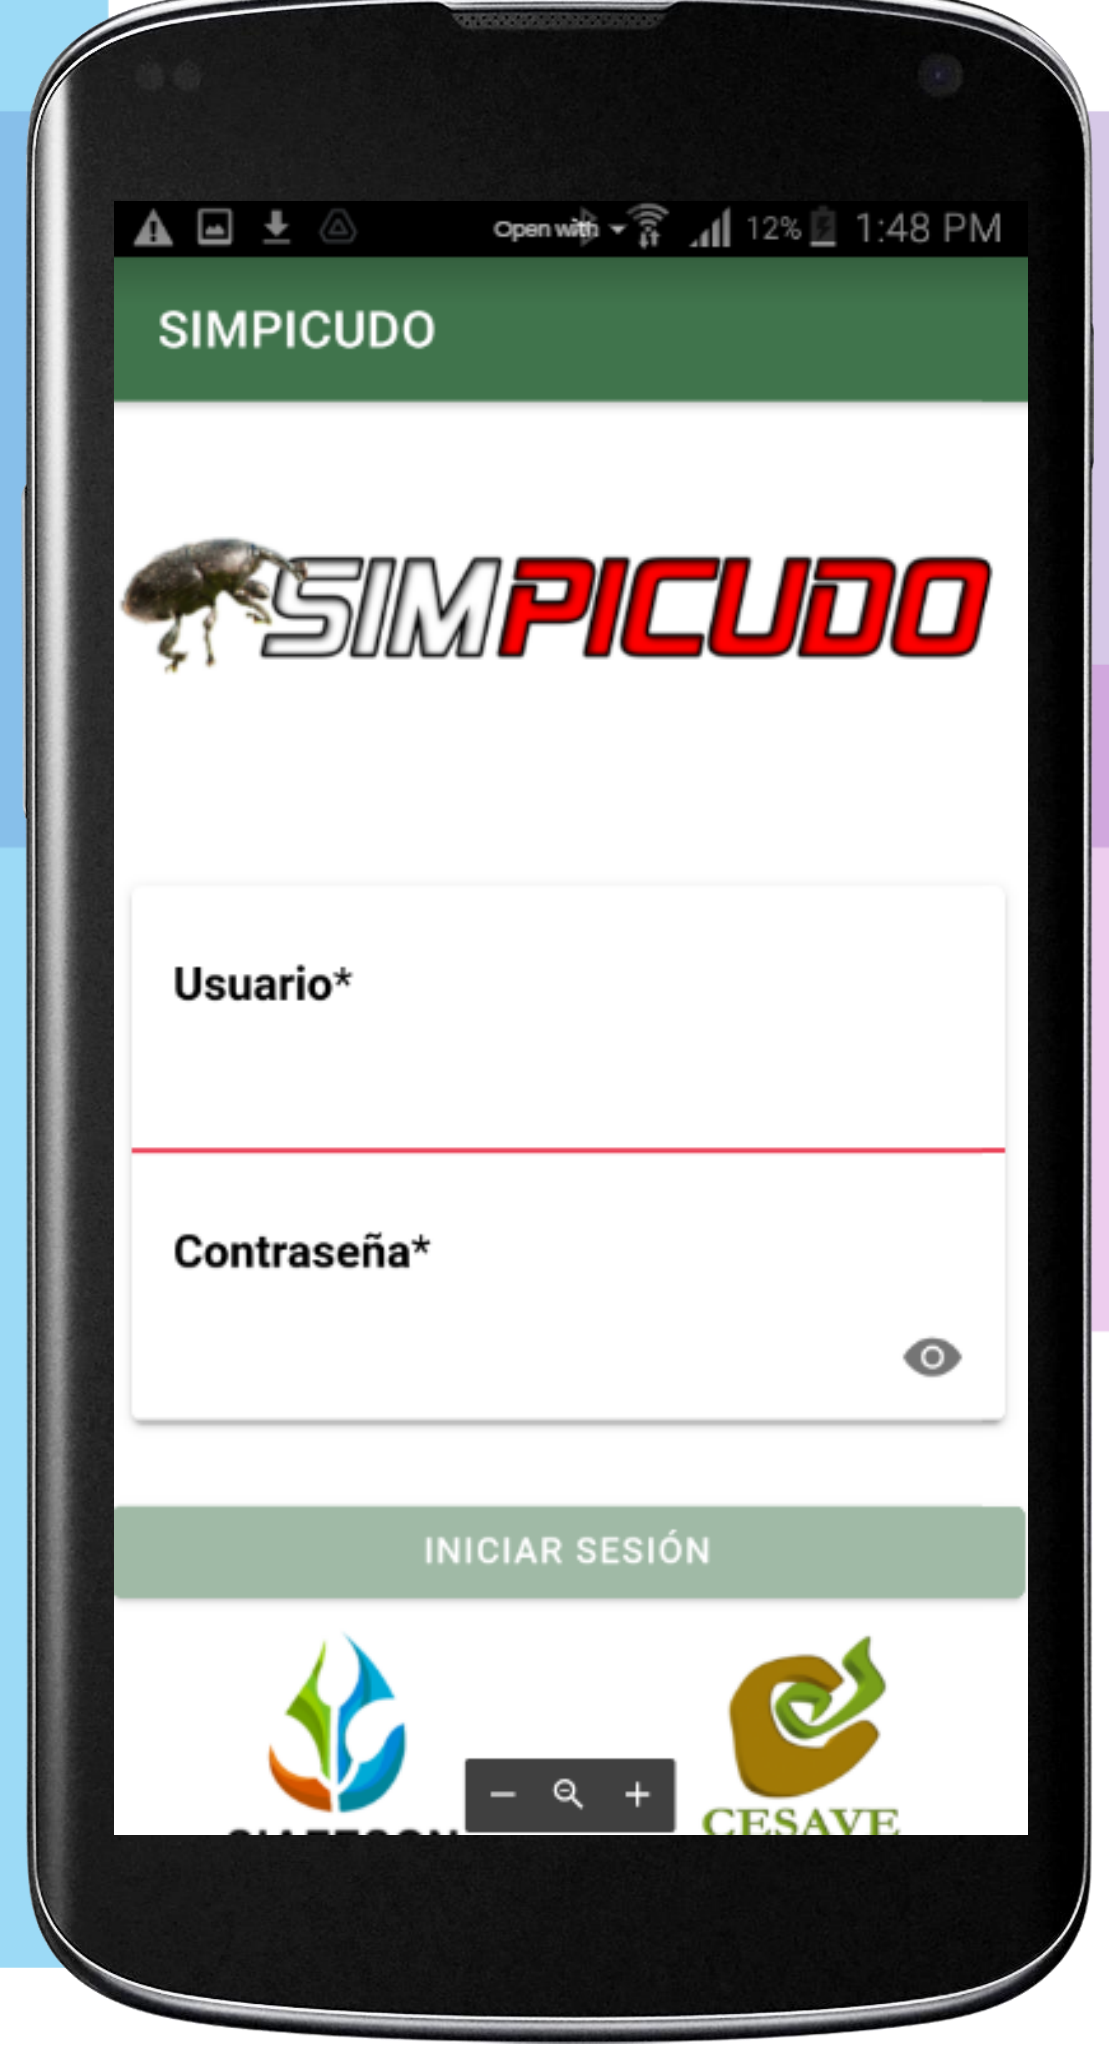 Open with
12%
1:48 PM
SIMPICUDO
SIMPICUDO
Usuario*
Contraseña*
INICIAR SESIÓN
CESAVE